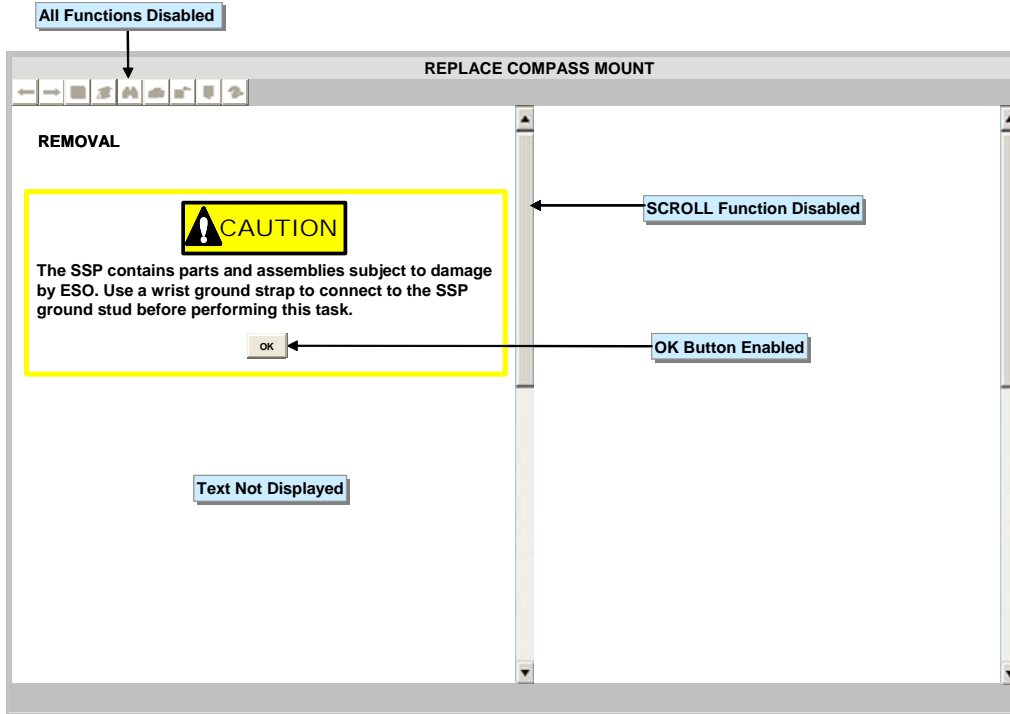 All Functions Disabled
REPLACE COMPASS MOUNT
REMOVAL
CAUTION
The SSP contains parts and assemblies subject to damage
by ESO. Use a wrist ground strap to connect to the SSP
ground stud before performing this task.
OK
SCROLL Function Disabled
OK Button Enabled
Text Not Displayed